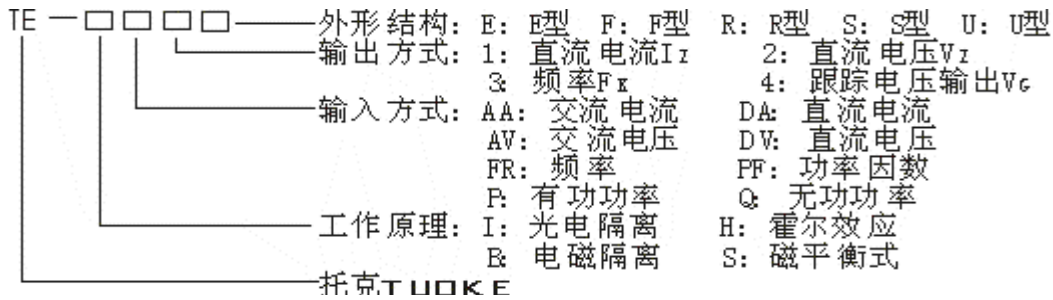 TE — □ □ □ □ 外形结构: E: E型 F: F型 R: R型 S: S型 U: U型
输出方式: 1: 直流电流Iz 2: 直流电压Vz
3: 频率Fx 4: 跟踪电压输出VG
输入方式: AA: 交流电流 DA: 直流电流
AV: 交流电压 DV: 直流电压
FR: 频率 PF: 功率因数
P: 有功功率 Q: 无功功率
工作原理: I: 光电隔离 H: 霍尔效应
B: 电磁隔离 S: 磁平衡式
托克TUOKE